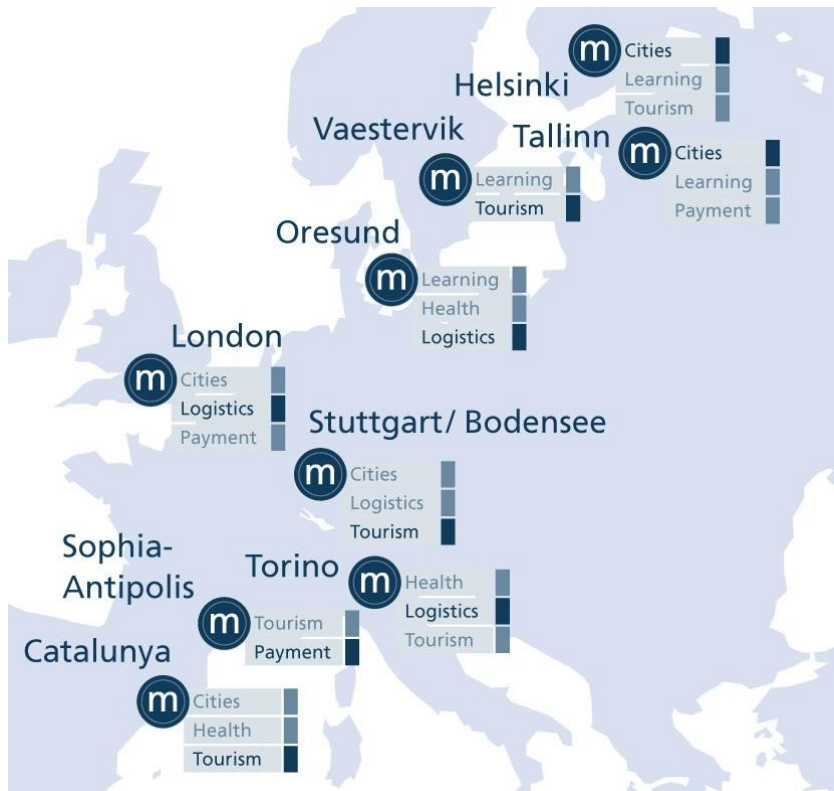 m
Cities
Helsinki
Learning
Tourism
Vaestervik
Tallinn
m
Cities
Learning
Payment
m
Learning
Tourism
Oresund
m
Learning
Health
Logistics
London
m
Cities
Logistics
Payment
Stuttgart/ Bodensee
m
Cities
Logistics
Tourism
Sophia-
Antipolis
Torino
m
Health
Logistics
Tourism
m
Tourism
Payment
Catalunya
m
Cities
Health
Tourism